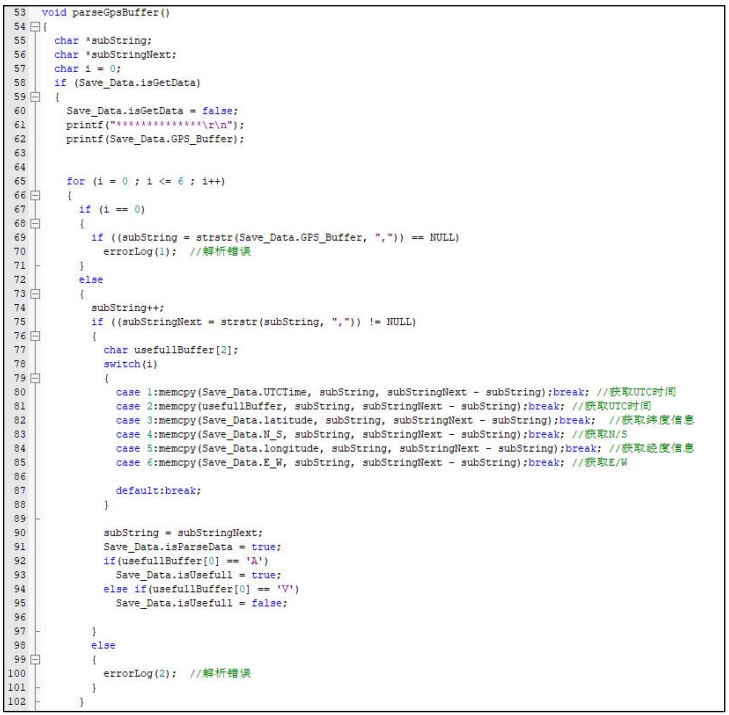 53 void parseGpsBuffer()
54 {
55 char *subString;
56 char *subStringNext;
57 char i = 0;
58 if (Save_Data.isGetData)
59 {
60 Save_Data.isGetData = false;
61 printf("**************\r\n");
62 printf(Save_Data.GPS_Buffer);
63
64
65 for (i = 0 ; i <= 6 ; i++)
66 {
67 if (i == 0)
68 {
69 if ((subString = strstr(Save_Data.GPS_Buffer, ",")) == NULL)
70 errorLog(1); //解析错误
71 }
72 else
73 {
74 subString++;
75 if ((subStringNext = strstr(subString, ",")) != NULL)
76 {
77 char usefullBuffer[2];
78 switch(i)
79 {
80 case 1:memcpy(Save_Data.UTCTime, subString, subStringNext - subString);break; //获取UTC时间
81 case 2:memcpy(usefullBuffer, subString, subStringNext - subString);break; //获取UTC时间
82 case 3:memcpy(Save_Data.latitude, subString, subStringNext - subString);break; //获取纬度信息
83 case 4:memcpy(Save_Data.N_S, subString, subStringNext - subString);break; //获取N/S
84 case 5:memcpy(Save_Data.longitude, subString, subStringNext - subString);break; //获取经度信息
85 case 6:memcpy(Save_Data.E_W, subString, subStringNext - subString);break; //获取E/W
86
87 default:break;
88 }
89
90 subString = subStringNext;
91 Save_Data.isParseData = true;
92 if(usefullBuffer[0] == 'A')
93 Save_Data.isUsefull = true;
94 else if(usefullBuffer[0] == 'V')
95 Save_Data.isUsefull = false;
96
97 }
98 else
99 {
100 errorLog(2); //解析错误
101 }
102 }